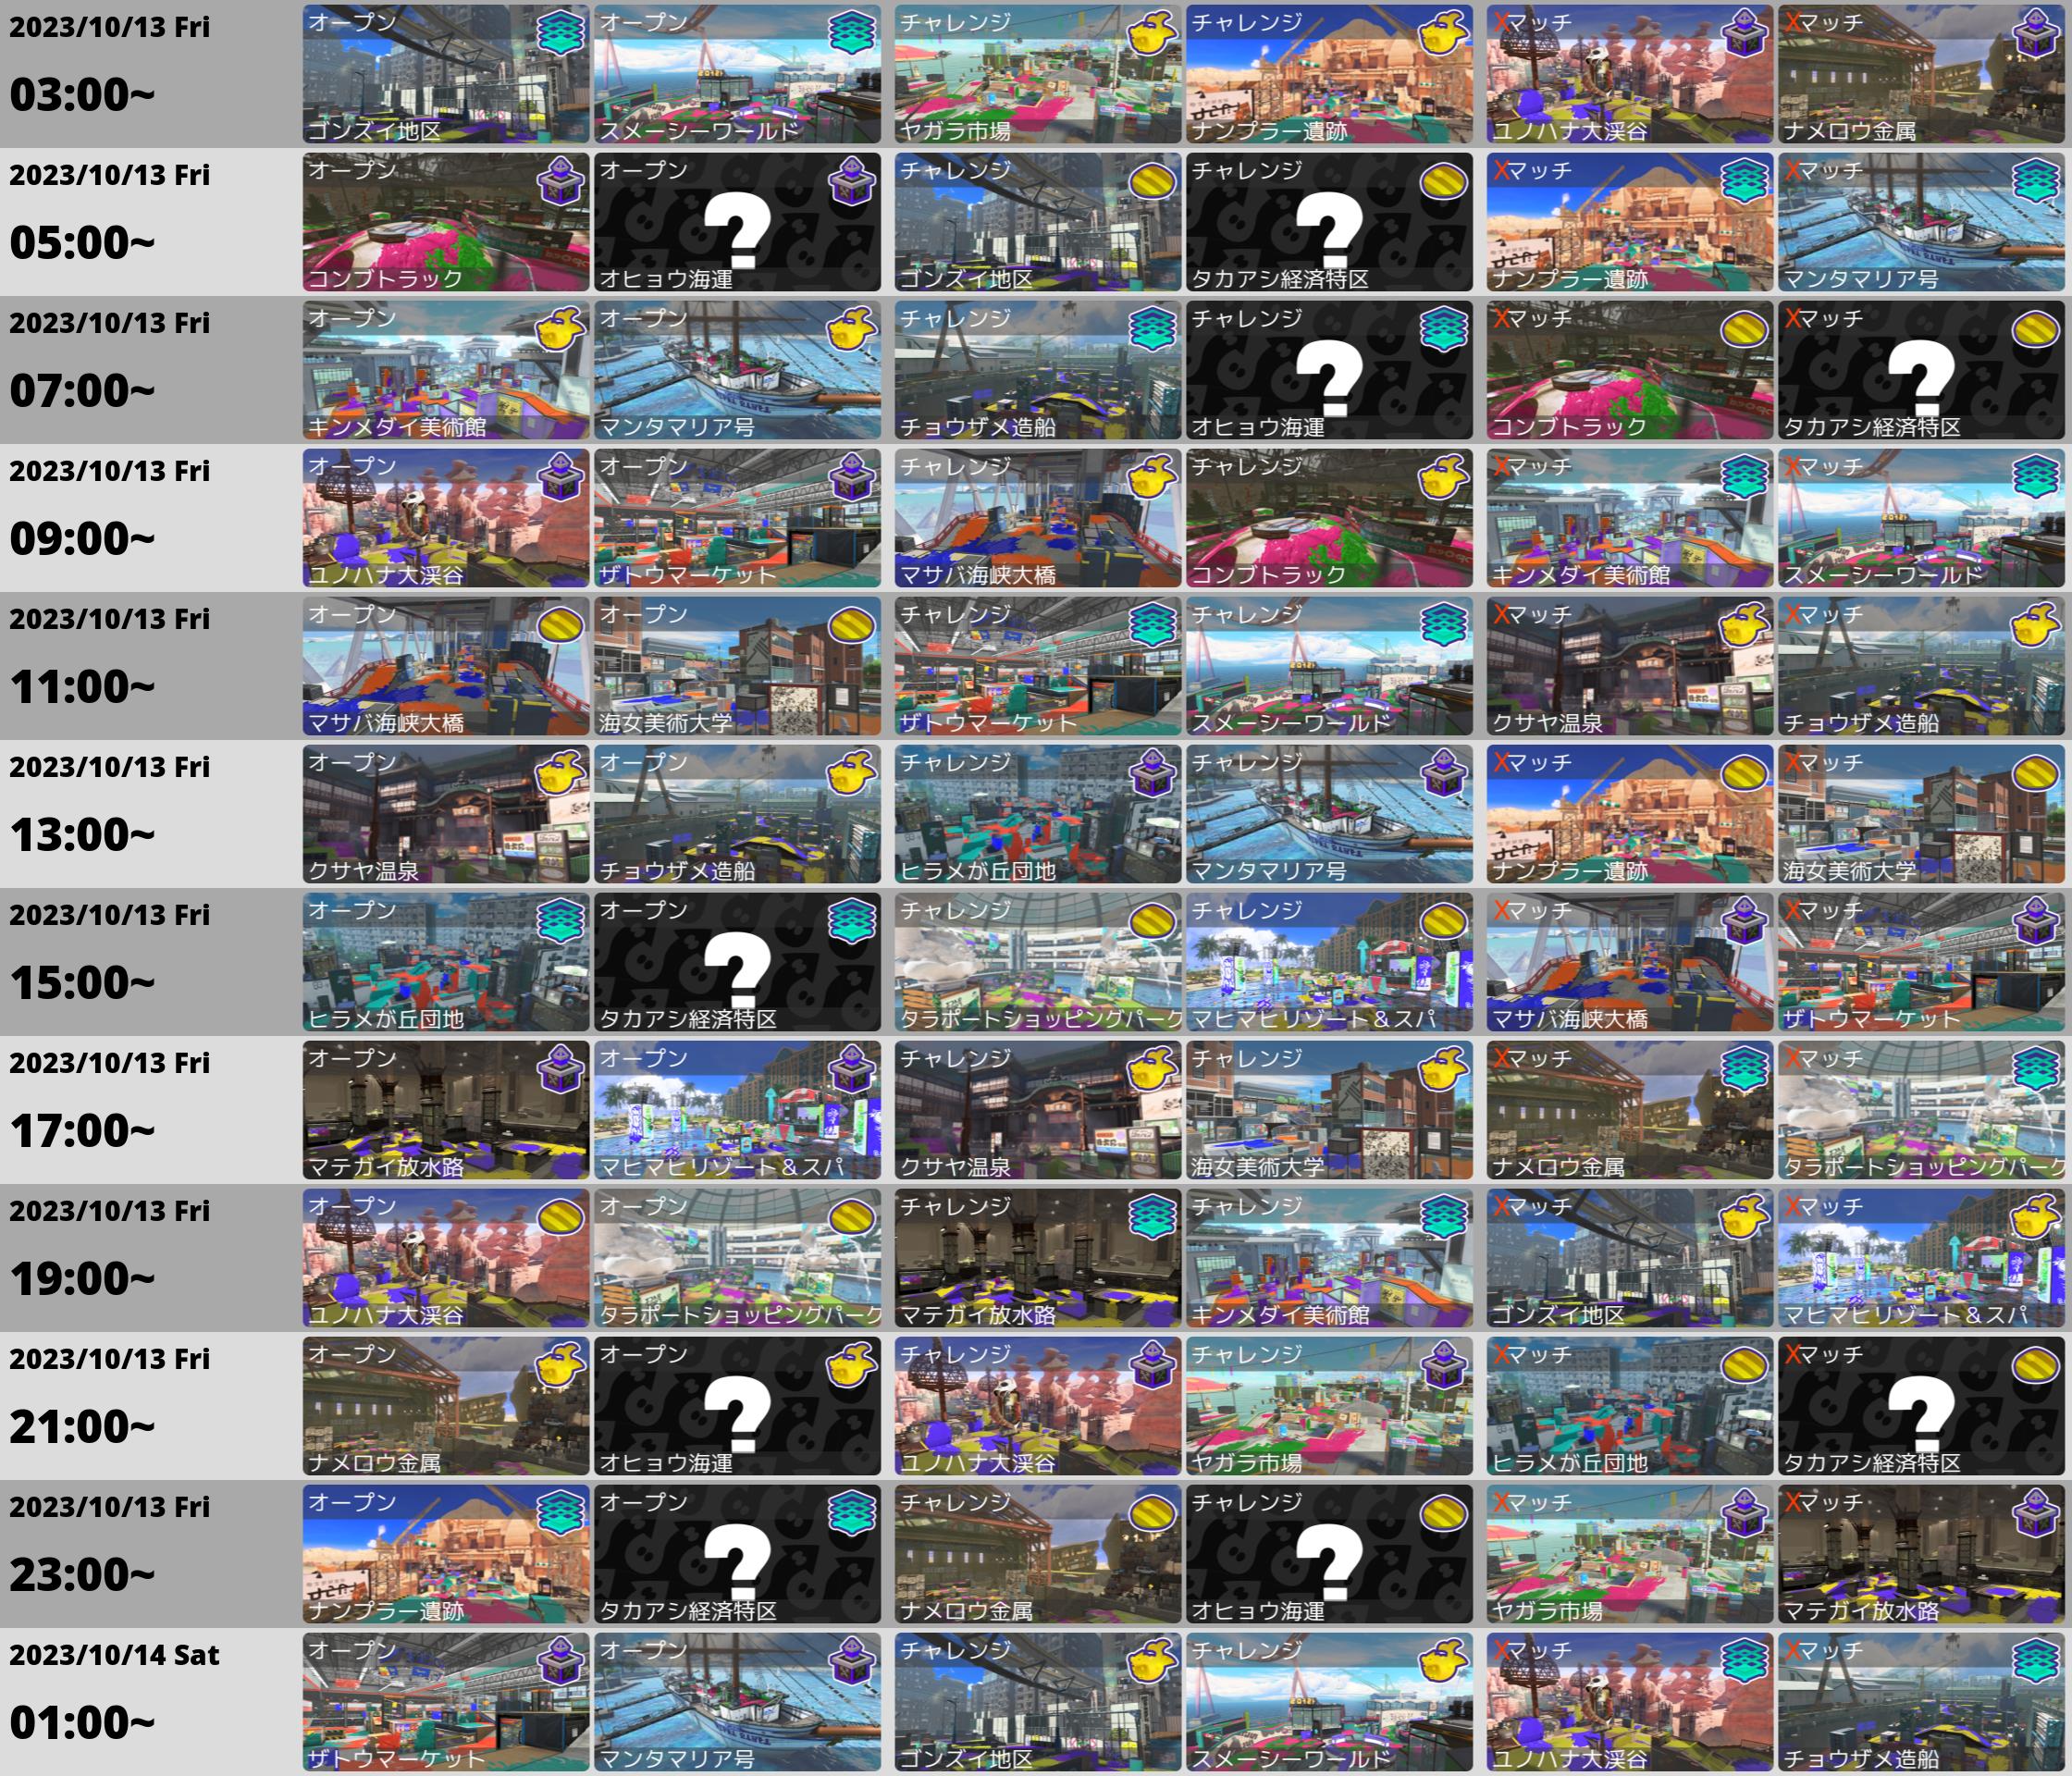 2023/10/13 Fri
03:00~
オープン
ゴンズイ地区
オープン
スメーシーワールド
チャレンジ
ヤガラ市場
チャレンジ
ナンプラー遺跡
Xマッチ
ユノハナ大渓谷
Xマッチ
ナメロウ金属
2023/10/13 Fri
05:00~
オープン
コンブトラック
オープン
?
オヒョウ海運
チャレンジ
ゴンズイ地区
チャレンジ
?
タカアシ経済特区
Xマッチ
ナンプラー遺跡
Xマッチ
マンタマリア号
2023/10/13 Fri
07:00~
オープン
キンメダイ美術館
オープン
マンタマリア号
チャレンジ
チョウザメ造船
チャレンジ
?
オヒョウ海運
Xマッチ
コンブトラック
Xマッチ
?
タカアシ経済特区
2023/10/13 Fri
09:00~
オープン
ユノハナ大渓谷
オープン
ザトウマーケット
チャレンジ
マサバ海峡大橋
チャレンジ
コンブトラック
Xマッチ
キンメダイ美術館
Xマッチ
スメーシーワールド
2023/10/13 Fri
11:00~
オープン
マサバ海峡大橋
オープン
海女美術大学
チャレンジ
ザトウマーケット
チャレンジ
スメーシーワールド
Xマッチ
クサヤ温泉
Xマッチ
チョウザメ造船
2023/10/13 Fri
13:00~
オープン
クサヤ温泉
オープン
チョウザメ造船
チャレンジ
ヒラメが丘団地
チャレンジ
マンタマリア号
Xマッチ
ナンプラー遺跡
Xマッチ
海女美術大学
2023/10/13 Fri
15:00~
オープン
ヒラメが丘団地
オープン
?
タカアシ経済特区
チャレンジ
タラポートショッピングパーク
チャレンジ
マヒマヒリゾート＆スパ
Xマッチ
マサバ海峡大橋
Xマッチ
ザトウマーケット
2023/10/13 Fri
17:00~
オープン
マテガイ放水路
オープン
マヒマヒリゾート＆スパ
チャレンジ
クサヤ温泉
チャレンジ
海女美術大学
Xマッチ
ナメロウ金属
Xマッチ
タラポートショッピングパーク
2023/10/13 Fri
19:00~
オープン
ユノハナ大渓谷
オープン
タラポートショッピングパーク
チャレンジ
マテガイ放水路
チャレンジ
キンメダイ美術館
Xマッチ
ゴンズイ地区
Xマッチ
マヒマヒリゾート＆スパ
2023/10/13 Fri
21:00~
オープン
ナメロウ金属
オープン
?
オヒョウ海運
チャレンジ
ユノハナ大渓谷
チャレンジ
ヤガラ市場
Xマッチ
ヒラメが丘団地
Xマッチ
?
タカアシ経済特区
2023/10/13 Fri
23:00~
オープン
ナンプラー遺跡
オープン
?
タカアシ経済特区
チャレンジ
ナメロウ金属
チャレンジ
?
オヒョウ海運
Xマッチ
ヤガラ市場
Xマッチ
マテガイ放水路
2023/10/14 Sat
01:00~
オープン
ザトウマーケット
オープン
マンタマリア号
チャレンジ
ゴンズイ地区
チャレンジ
スメーシーワールド
Xマッチ
ユノハナ大渓谷
Xマッチ
チョウザメ造船